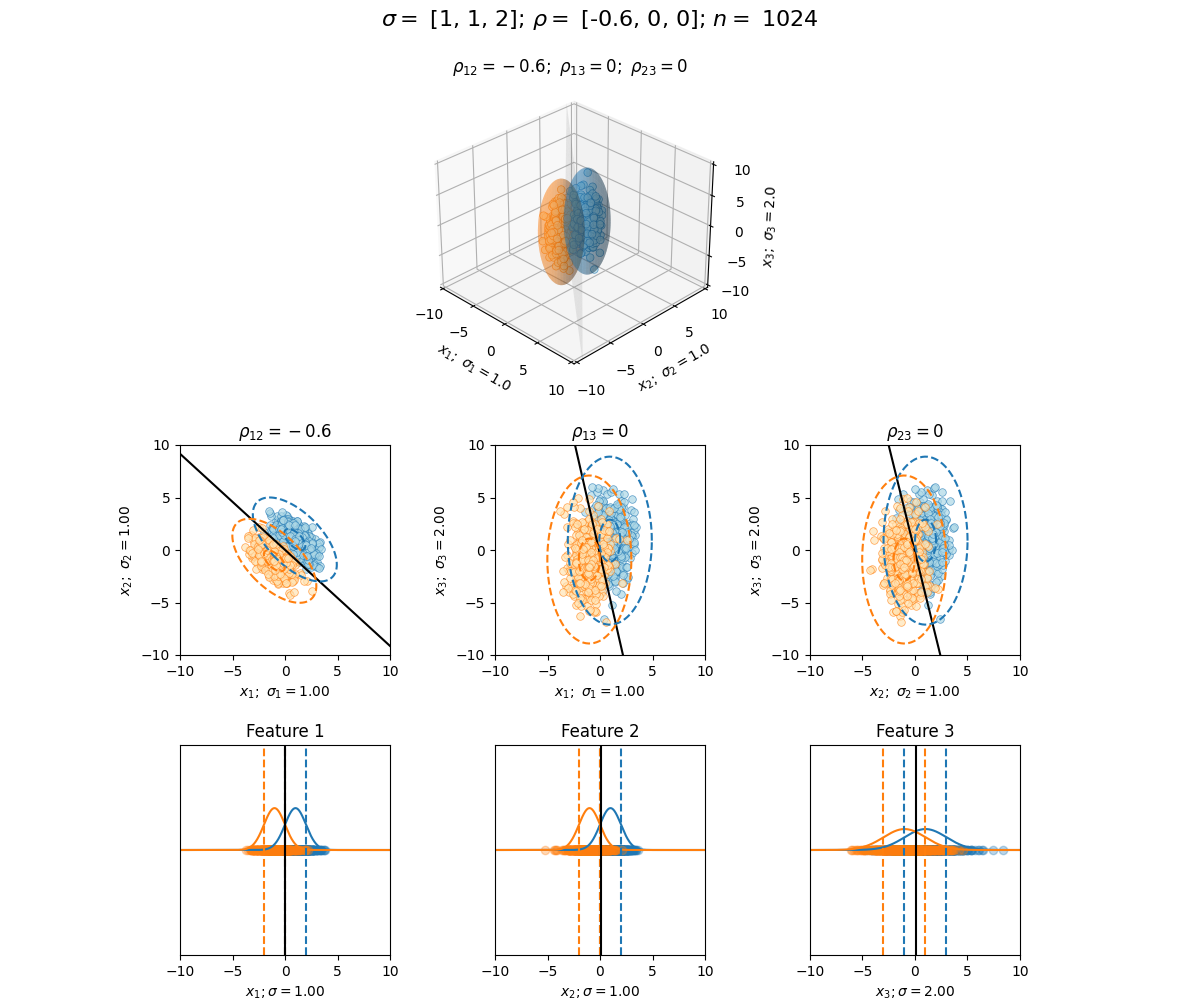 σ = [1, 1, 2]; ρ = [-0.6, 0, 0]; n = 1024
ρ₁₂ = −0.6; ρ₁₃ = 0; ρ₂₃ = 0
10
5
0
−5
−10
x₃; σ₃ = 2.0
−10
−5
0
5
10
x₁; σ₁ = 1.0
−10
−5
0
5
10
x₂; σ₂ = 1.0
ρ₁₂ = −0.6
10
5
0
−5
−10
x₂; σ₂ = 1.00
−10 −5 0 5 10
x₁; σ₁ = 1.00
ρ₁₃ = 0
10
5
0
−5
−10
x₃; σ₃ = 2.00
−10 −5 0 5 10
x₁; σ₁ = 1.00
ρ₂₃ = 0
10
5
0
−5
−10
x₃; σ₃ = 2.00
−10 −5 0 5 10
x₂; σ₂ = 1.00
Feature 1
−10 −5 0 5 10
x₁; σ = 1.00
Feature 2
−10 −5 0 5 10
x₂; σ = 1.00
Feature 3
−10 −5 0 5 10
x₃; σ = 2.00